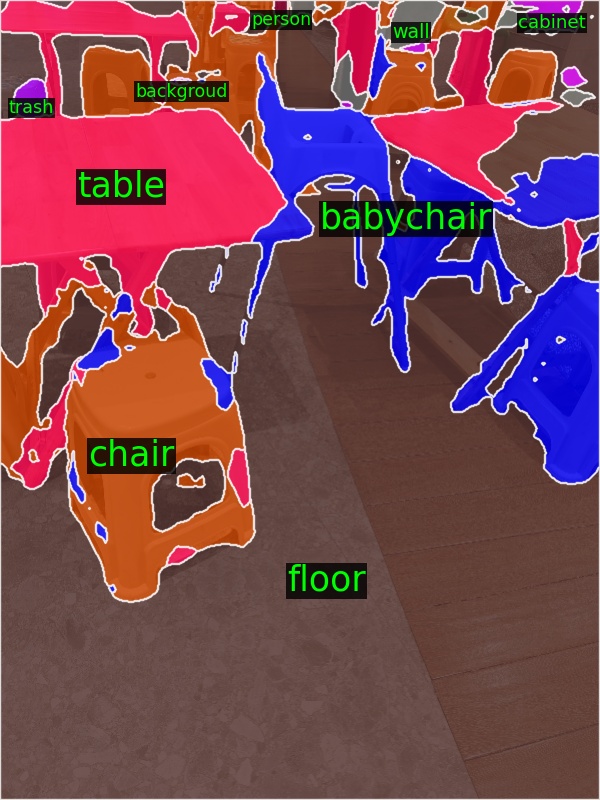 person
wall
cabinet
backgroud
trash
table
babychair
chair
floor